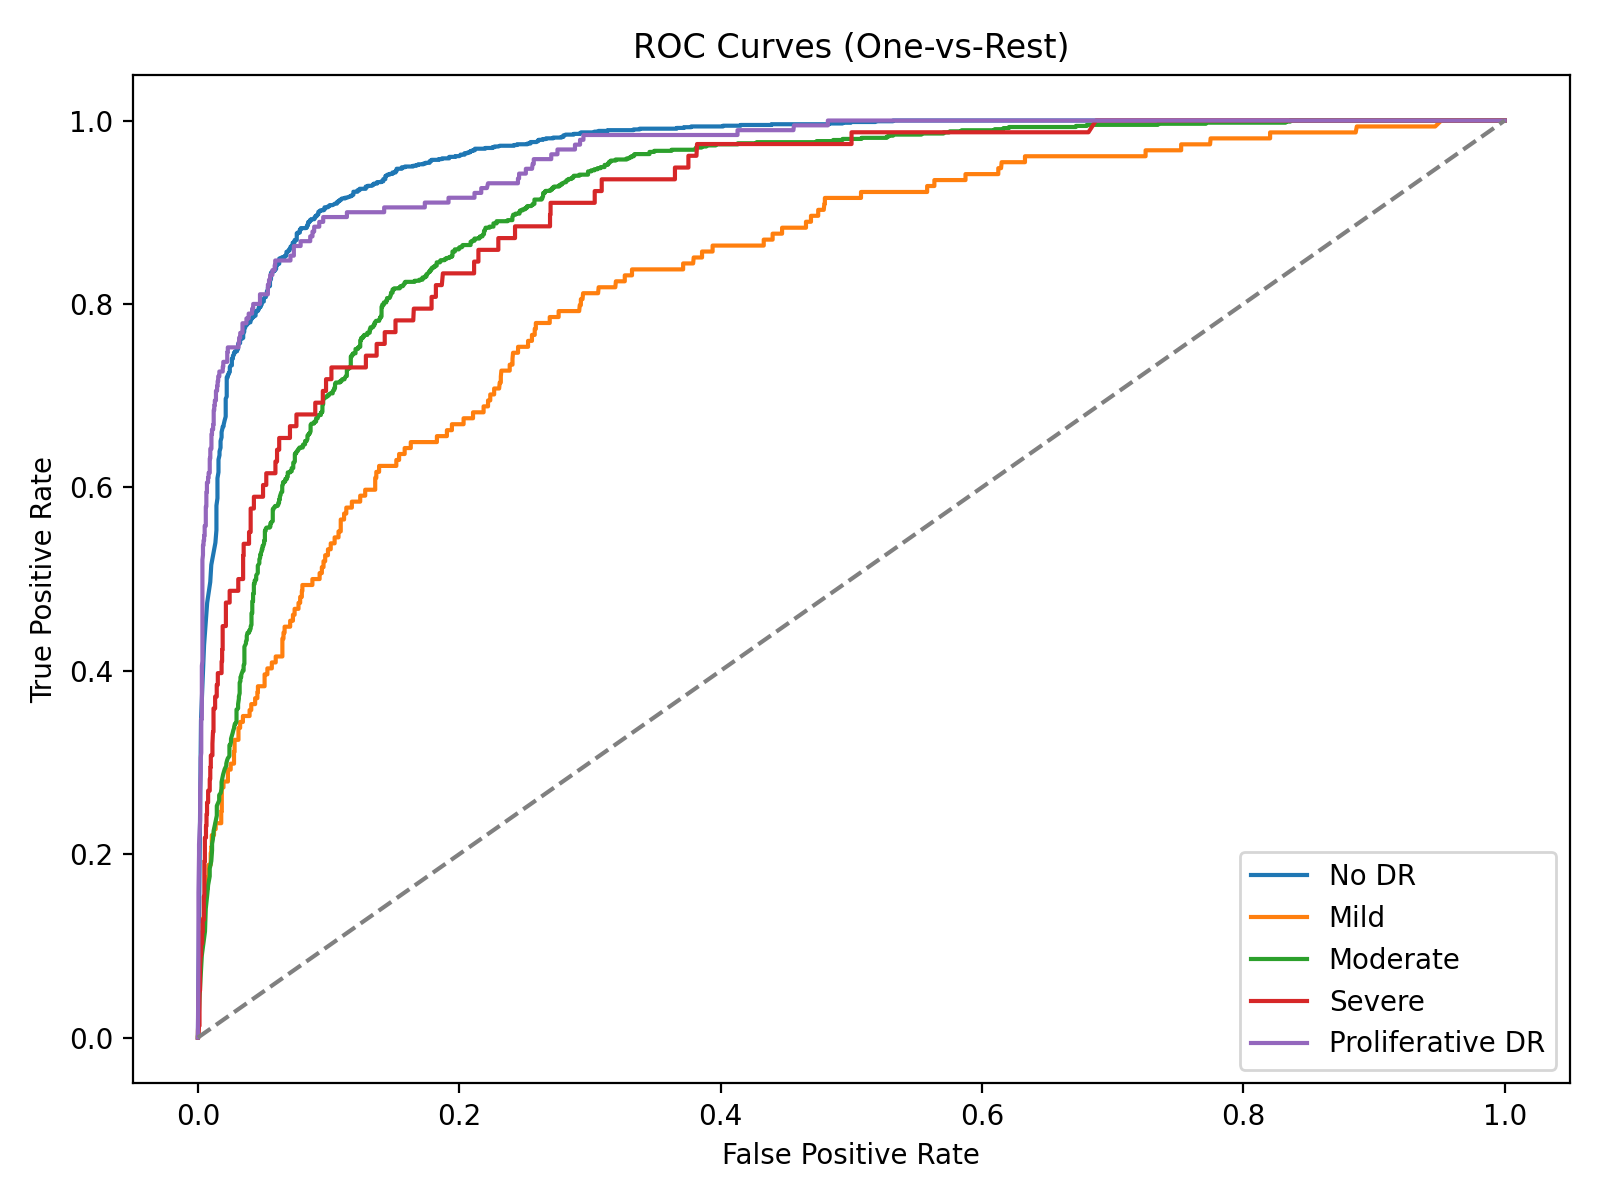 ROC Curves (One-vs-Rest)
True Positive Rate
1.0
0.8
0.6
0.4
0.2
0.0
No DR
Mild
Moderate
Severe
Proliferative DR
0.0 0.2 0.4 0.6 0.8 1.0
False Positive Rate